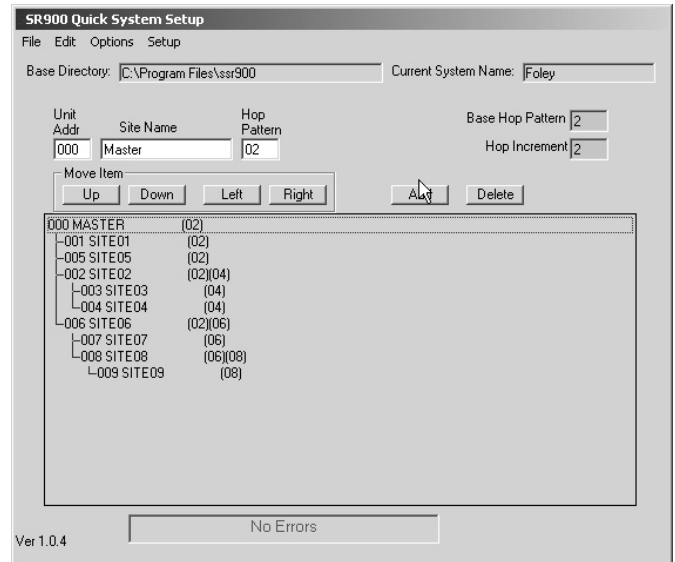 SR900 Quick System Setup
File Edit Options Setup
Base Directory: C:\Program Files\ssr900 Current System Name: Foley
Unit Addr Site Name Hop Pattern
000 Master 02
Base Hop Pattern 2
Hop Increment 2
Move Item
Up Down Left Right Add Delete
000 MASTER (02)
001 SITE01 (02)
005 SITE05 (02)
002 SITE02 (02)(04)
003 SITE03 (04)
004 SITE04 (04)
006 SITE06 (02)(06)
007 SITE07 (06)
008 SITE08 (06)(08)
009 SITE09 (08)
No Errors
Ver 1.0.4